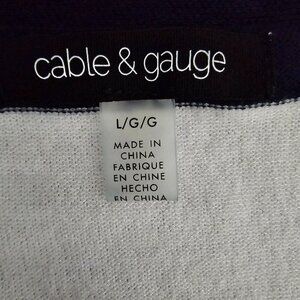 cable & gauge
L/G/G
MADE IN
CHINA
FABRIQUE
EN CHINE
HECHO
EN CHINA